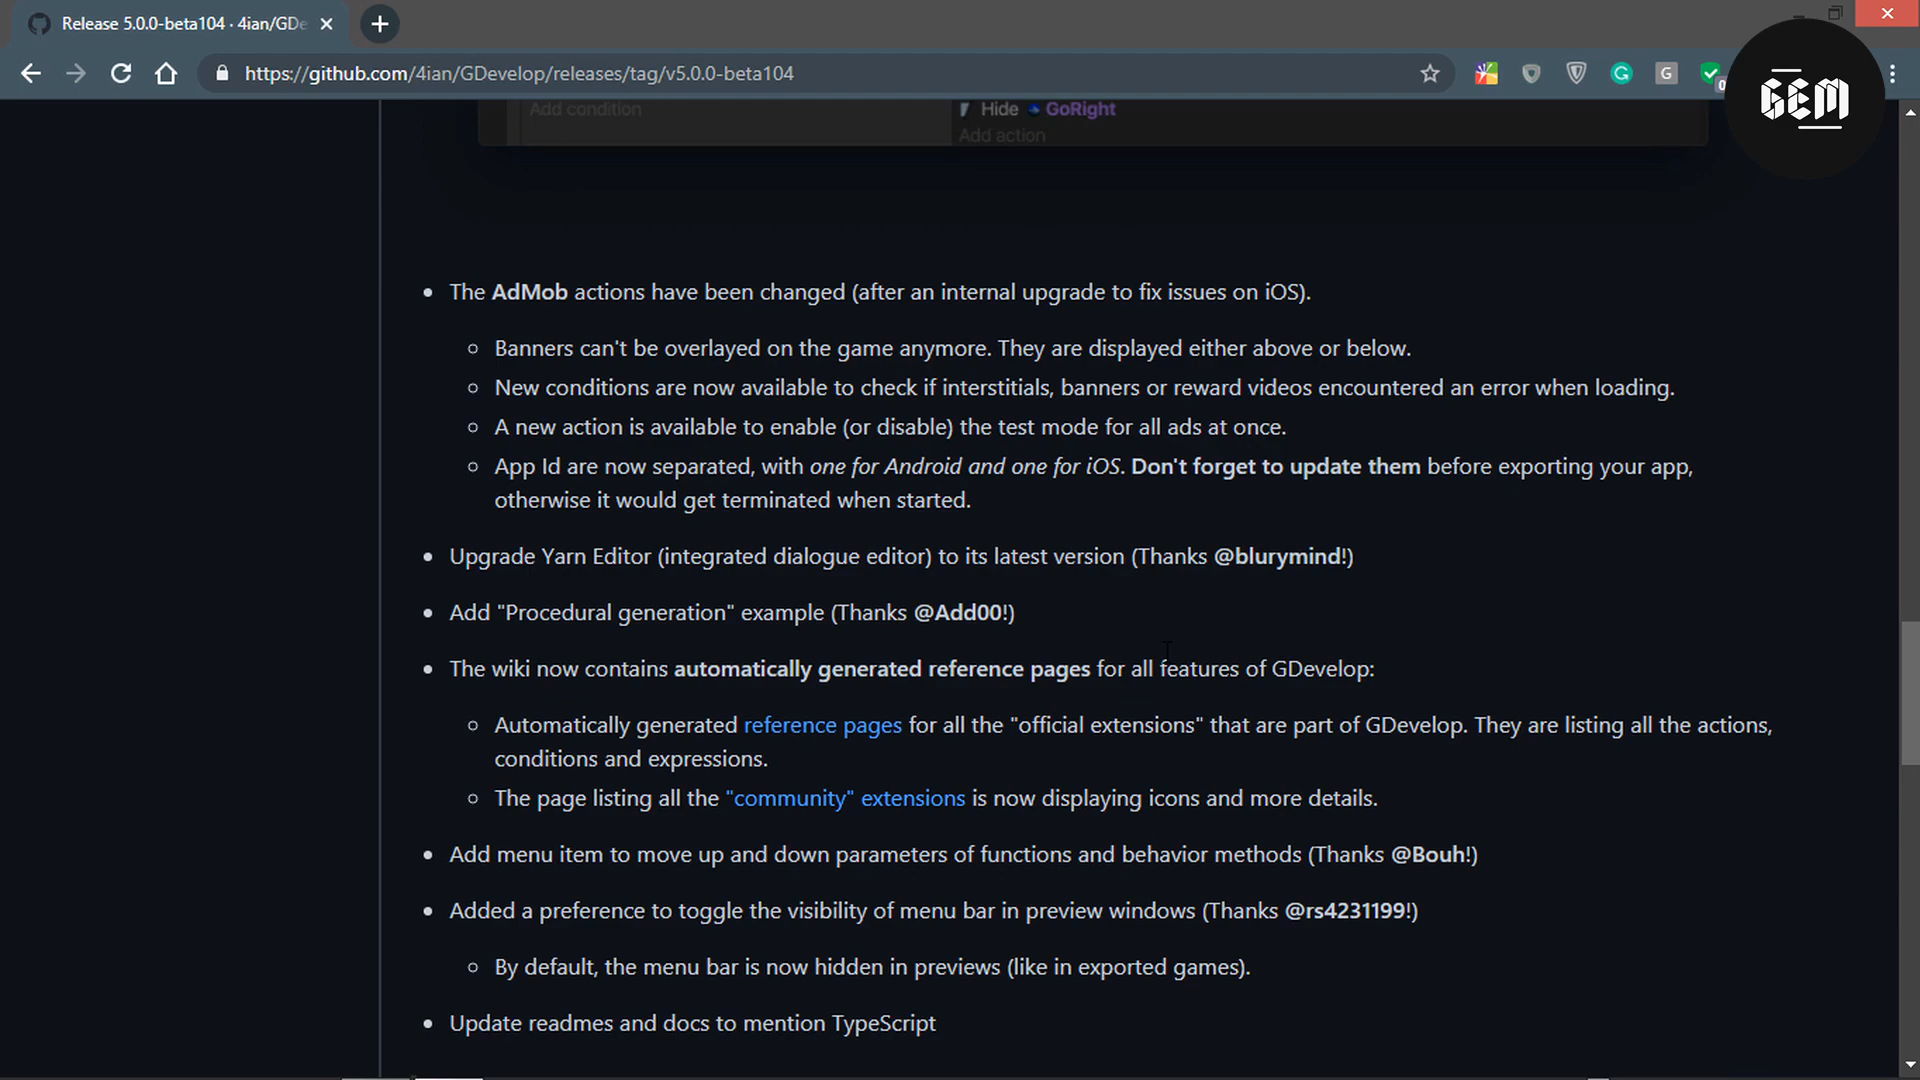 Release 5.0.0-beta104 · 4ian/GDe
https://github.com/4ian/GDevelop/releases/tag/v5.0.0-beta104
GEM
Add condition
Hide GoRight
Add action
The AdMob actions have been changed (after an internal upgrade to fix issues on iOS).
Banners can't be overlayed on the game anymore. They are displayed either above or below.
New conditions are now available to check if interstitials, banners or reward videos encountered an error when loading.
A new action is available to enable (or disable) the test mode for all ads at once.
App Id are now separated, with one for Android and one for iOS. Don't forget to update them before exporting your app,
otherwise it would get terminated when started.
Upgrade Yarn Editor (integrated dialogue editor) to its latest version (Thanks @blurymind!)
Add "Procedural generation" example (Thanks @Add00!)
The wiki now contains automatically generated reference pages for all features of GDevelop:
Automatically generated reference pages for all the "official extensions" that are part of GDevelop. They are listing all the actions,
conditions and expressions.
The page listing all the "community" extensions is now displaying icons and more details.
Add menu item to move up and down parameters of functions and behavior methods (Thanks @Bouh!)
Added a preference to toggle the visibility of menu bar in preview windows (Thanks @rs4231199!)
By default, the menu bar is now hidden in previews (like in exported games).
Update readmes and docs to mention TypeScript